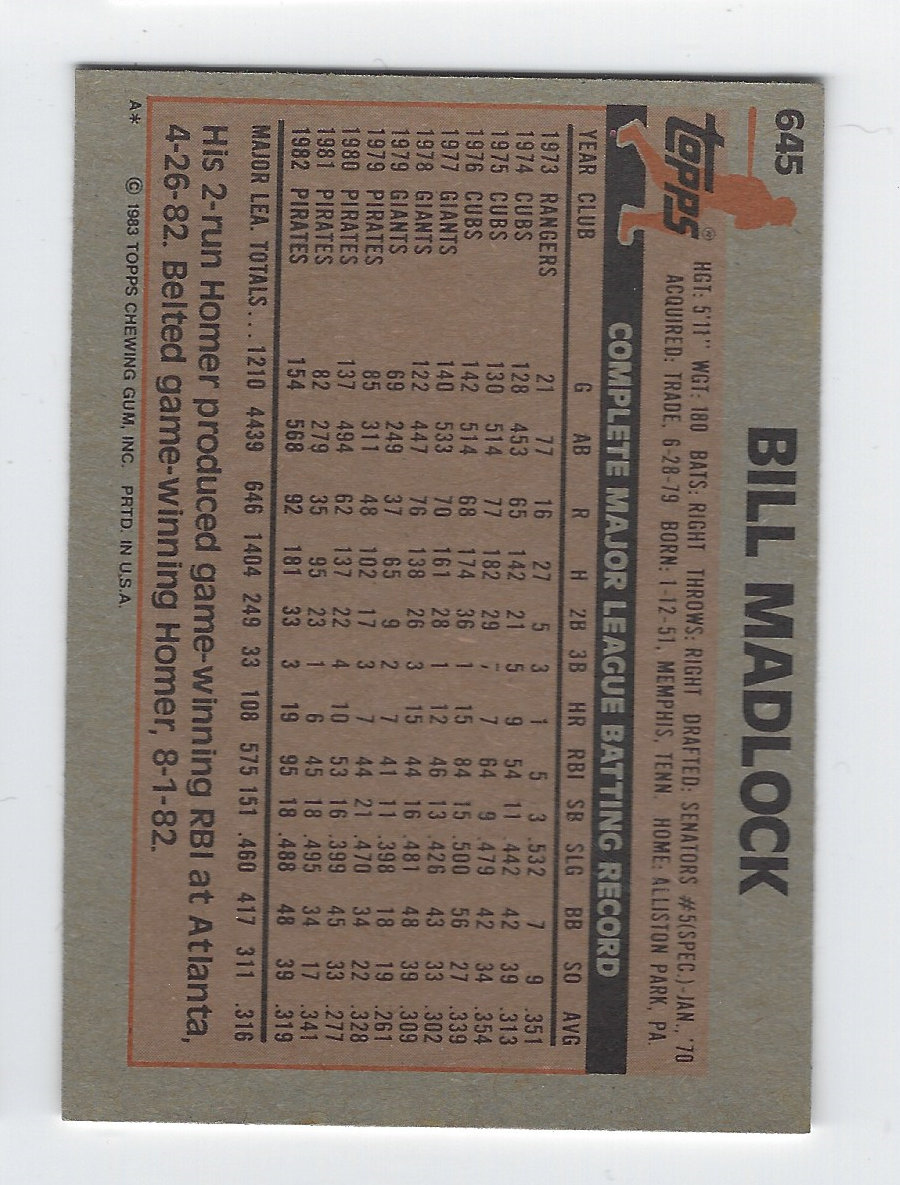 645
BILL MADLOCK
topps®
HGT: 5'11" WGT: 180 BATS: RIGHT THROWS: RIGHT DRAFTED: SENATORS #5(SPEC.)-JAN., '70
ACQUIRED: TRADE, 6-28-79 BORN: 1-12-51, MEMPHIS, TENN. HOME: ALLISTON PARK, PA.
COMPLETE MAJOR LEAGUE BATTING RECORD
YEAR CLUB G AB R H 2B 3B HR RBI SB SLG BB SO AVG
1973 RANGERS 21 77 16 27 5 3 1 5 3 .532 7 9 .351
1974 CUBS 128 453 65 142 21 5 9 54 11 .442 42 39 .313
1975 CUBS 130 514 77 182 29 7 64 9 .479 42 34 .354
1976 CUBS 142 514 68 174 36 1 15 84 15 .500 56 27 .339
1977 GIANTS 140 533 70 161 28 1 12 46 13 .426 43 33 .302
1978 GIANTS 122 447 76 138 26 3 15 44 16 .481 48 39 .309
1979 GIANTS 69 249 37 65 9 2 7 41 11 .398 18 19 .261
1979 PIRATES 85 311 48 102 17 3 7 44 21 .470 34 22 .328
1980 PIRATES 137 494 62 137 22 4 10 53 16 .399 45 33 .277
1981 PIRATES 82 279 35 95 23 1 6 45 18 .495 34 17 .341
1982 PIRATES 154 568 92 181 33 3 19 95 18 .488 48 39 .319
MAJOR LEA. TOTALS... 1210 4439 646 1404 249 33 108 575 151 .460 417 311 .316
His 2-run Homer produced game-winning RBI at Atlanta,
4-26-82. Belted game-winning Homer, 8-1-82.
A* © 1983 TOPPS CHEWING GUM, INC. PRTD. IN U.S.A.